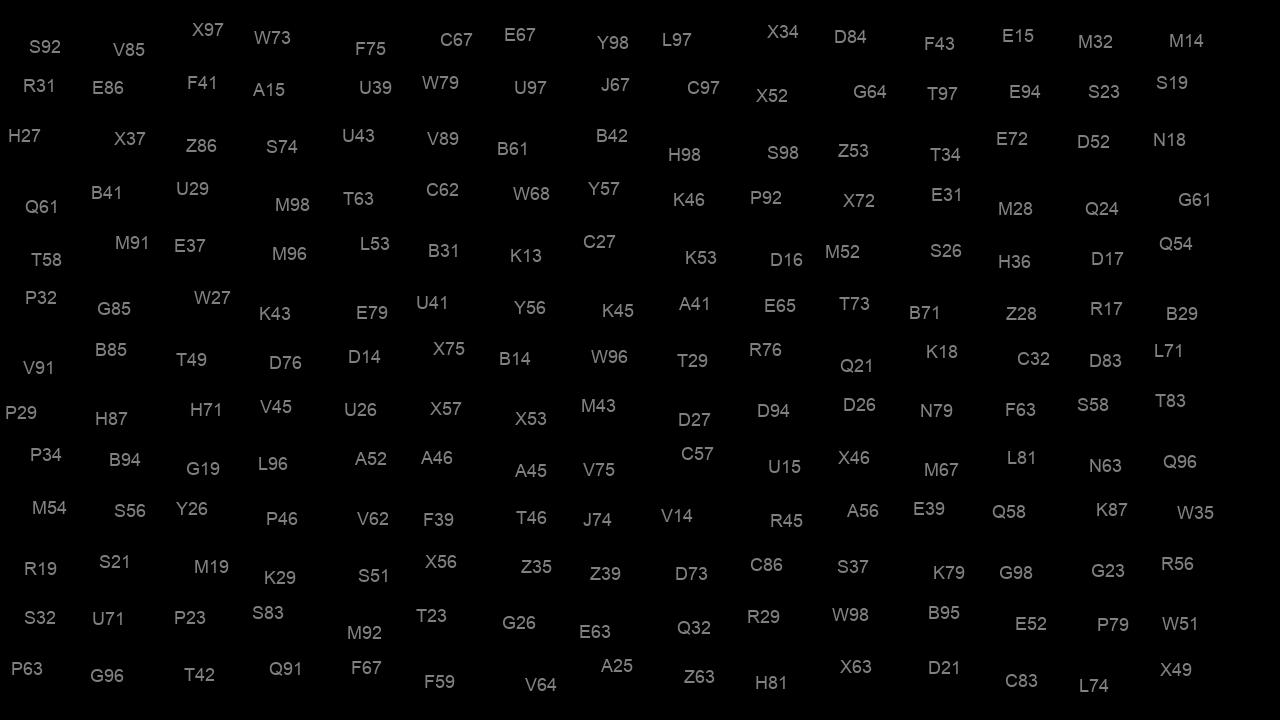 S92 V85 X97 W73 F75 C67 E67 Y98 L97 X34 D84 F43 E15 M32 M14
R31 E86 F41 A15 U39 W79 U97 J67 C97 X52 G64 T97 E94 S23 S19
H27 X37 Z86 S74 U43 V89 B61 B42 H98 S98 Z53 T34 E72 D52 N18
Q61 B41 U29 M98 T63 C62 W68 Y57 K46 P92 X72 E31 M28 Q24 G61
T58 M91 E37 M96 L53 B31 K13 C27 K53 D16 M52 S26 H36 D17 Q54
P32 G85 W27 K43 E79 U41 Y56 K45 A41 E65 T73 B71 Z28 R17 B29
V91 B85 T49 D76 D14 X75 B14 W96 T29 R76 Q21 K18 C32 D83 L71
P29 H87 H71 V45 U26 X57 X53 M43 D27 D94 D26 N79 F63 S58 T83
P34 B94 G19 L96 A52 A46 A45 V75 C57 U15 X46 M67 L81 N63 Q96
M54 S56 Y26 P46 V62 F39 T46 J74 V14 R45 A56 E39 Q58 K87 W35
R19 S21 M19 K29 S51 X56 Z35 Z39 D73 C86 S37 K79 G98 G23 R56
S32 U71 P23 S83 M92 T23 G26 E63 Q32 R29 W98 B95 E52 P79 W51
P63 G96 T42 Q91 F67 F59 V64 A25 Z63 H81 X63 D21 C83 L74 X49